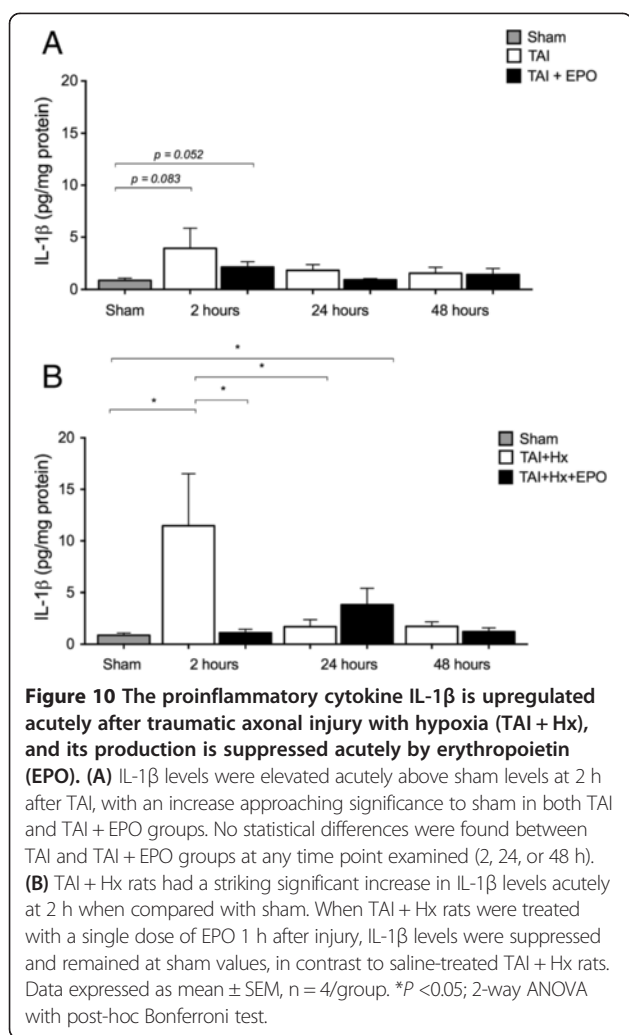 A
Sham
TAI
TAI + EPO
IL-1β (pg/mg protein)
20
15
10
5
0
p = 0.052
p = 0.083
Sham
2 hours
24 hours
48 hours
B
*
*
*
*
Sham
TAI+Hx
TAI+Hx+EPO
IL-1β (pg/mg protein)
20
15
10
5
0
Sham
2 hours
24 hours
48 hours
Figure 10 The proinflammatory cytokine IL-1β is upregulated
acutely after traumatic axonal injury with hypoxia (TAI + Hx),
and its production is suppressed acutely by erythropoietin
(EPO). (A) IL-1β levels were elevated acutely above sham levels at 2 h
after TAI, with an increase approaching significance to sham in both TAI
and TAI + EPO groups. No statistical differences were found between
TAI and TAI + EPO groups at any time point examined (2, 24, or 48 h).
(B) TAI + Hx rats had a striking significant increase in IL-1β levels acutely
at 2 h when compared with sham. When TAI + Hx rats were treated
with a single dose of EPO 1 h after injury, IL-1β levels were suppressed
and remained at sham values, in contrast to saline-treated TAI + Hx rats.
Data expressed as mean ± SEM, n = 4/group. *P <0.05; 2-way ANOVA
with post-hoc Bonferroni test.